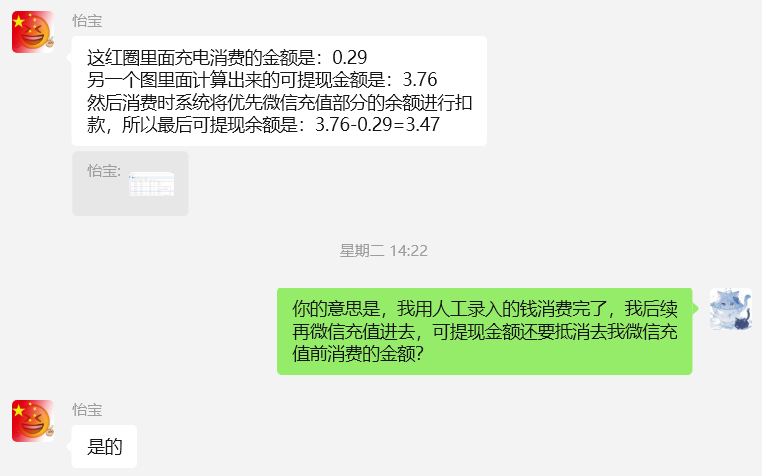 怡宝
这红圈里面充电消费的金额是：0.29
另一个图里面计算出来的可提现金额是：3.76
然后消费时系统将优先微信充值部分的余额进行扣
款，所以最后可提现余额是：3.76-0.29=3.47
怡宝:
星期二 14:22
你的意思是，我用人工录入的钱消费完了，我后续
再微信充值进去，可提现金额还要抵消去我微信充
值前消费的金额？
怡宝
是的